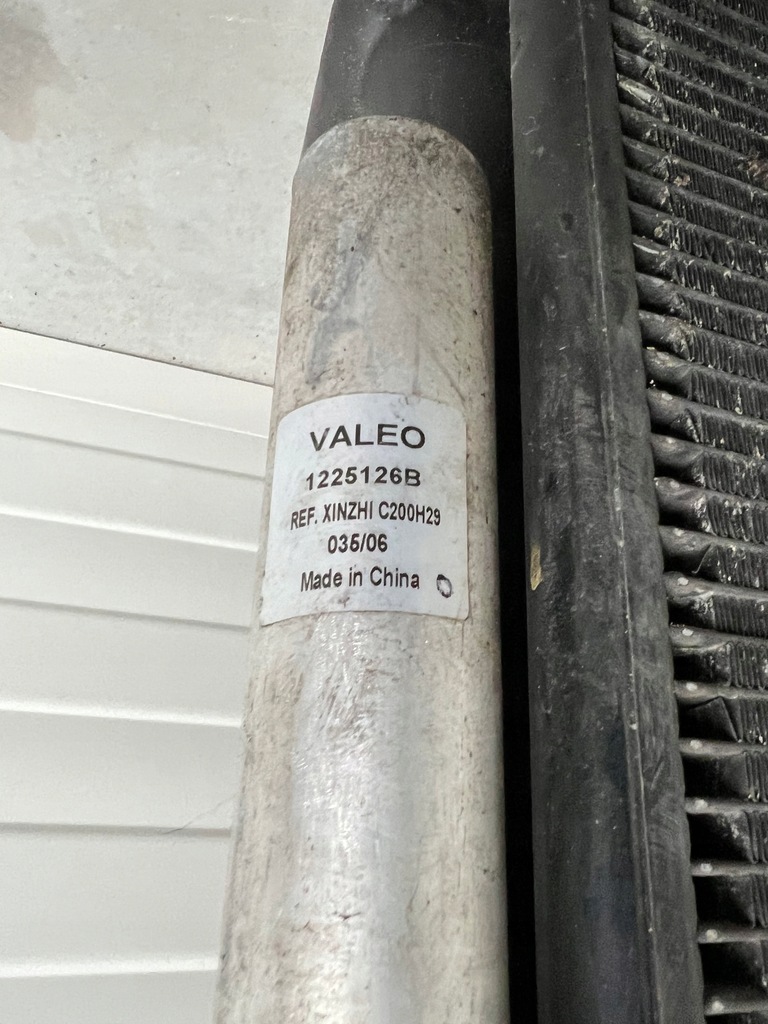 VALEO
1225126B
REF. XINZHI C200H29
035/06
Made in China